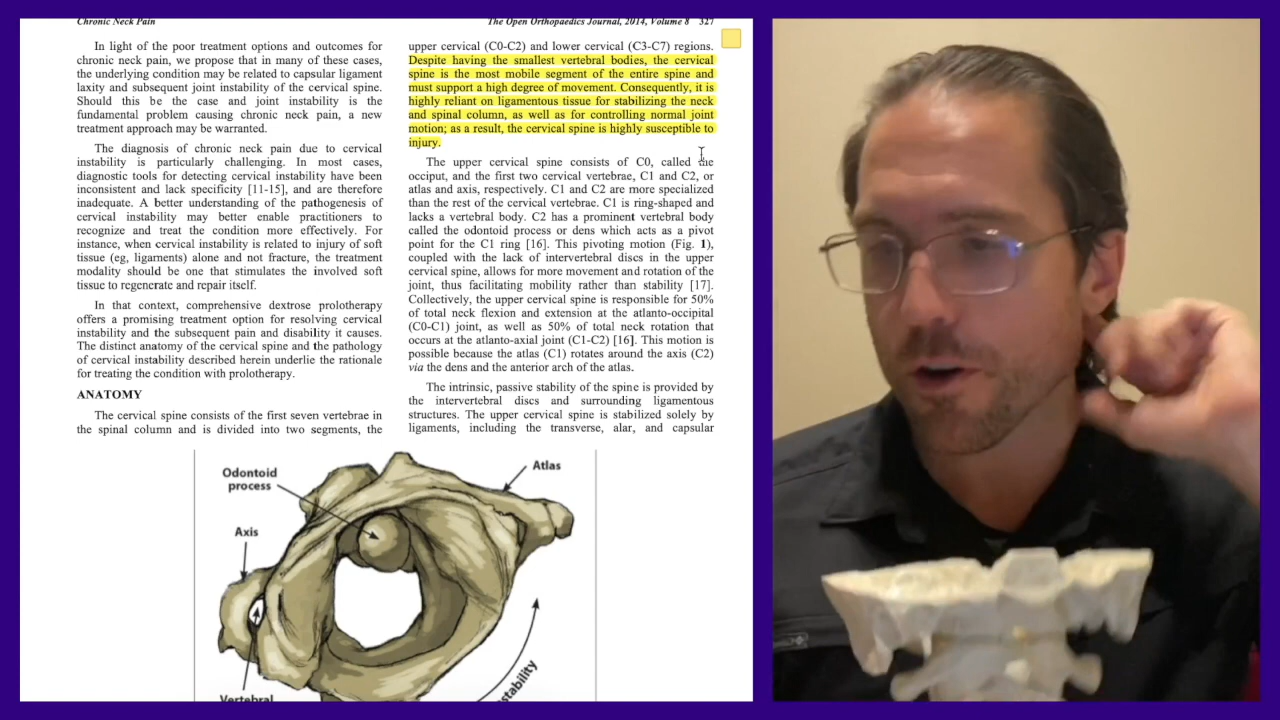 Chronic Neck Pain
The Open Orthopaedics Journal, 2014, Volume 8 327
In light of the poor treatment options and outcomes for
chronic neck pain, we propose that in many of these cases,
the underlying condition may be related to capsular ligament
laxity and subsequent joint instability of the cervical spine.
Should this be the case and joint instability is the
fundamental problem causing chronic neck pain, a new
treatment approach may be warranted.
The diagnosis of chronic neck pain due to cervical
instability is particularly challenging. In most cases,
diagnostic tools for detecting cervical instability have been
inconsistent and lack specificity [11-15], and are therefore
inadequate. A better understanding of the pathogenesis of
cervical instability may better enable practitioners to
recognize and treat the condition more effectively. For
instance, when cervical instability is related to injury of soft
tissue (eg, ligaments) alone and not fracture, the treatment
modality should be one that stimulates the involved soft
tissue to regenerate and repair itself.
In that context, comprehensive dextrose prolotherapy
offers a promising treatment option for resolving cervical
instability and the subsequent pain and disability it causes.
The distinct anatomy of the cervical spine and the pathology
of cervical instability described herein underlie the rationale
for treating the condition with prolotherapy.
ANATOMY
The cervical spine consists of the first seven vertebrae in
the spinal column and is divided into two segments, the
upper cervical (C0-C2) and lower cervical (C3-C7) regions.
Despite having the smallest vertebral bodies, the cervical
spine is the most mobile segment of the entire spine and
must support a high degree of movement. Consequently, it is
highly reliant on ligamentous tissue for stabilizing the neck
and spinal column, as well as for controlling normal joint
motion; as a result, the cervical spine is highly susceptible to
injury.
The upper cervical spine consists of C0, called the
occiput, and the first two cervical vertebrae, C1 and C2, or
atlas and axis, respectively. C1 and C2 are more specialized
than the rest of the cervical vertebrae. C1 is ring-shaped and
lacks a vertebral body. C2 has a prominent vertebral body
called the odontoid process or dens which acts as a pivot
point for the C1 ring [16]. This pivoting motion (Fig. 1),
coupled with the lack of intervertebral discs in the upper
cervical spine, allows for more movement and rotation of the
joint, thus facilitating mobility rather than stability [17].
Collectively, the upper cervical spine is responsible for 50%
of total neck flexion and extension at the atlanto-occipital
(C0-C1) joint, as well as 50% of total neck rotation that
occurs at the atlanto-axial joint (C1-C2) [16]. This motion is
possible because the atlas (C1) rotates around the axis (C2)
via the dens and the anterior arch of the atlas.
The intrinsic, passive stability of the spine is provided by
the intervertebral discs and surrounding ligamentous
structures. The upper cervical spine is stabilized solely by
ligaments, including the transverse, alar, and capsular
Odontoid
process
Atlas
Axis
Vertebral